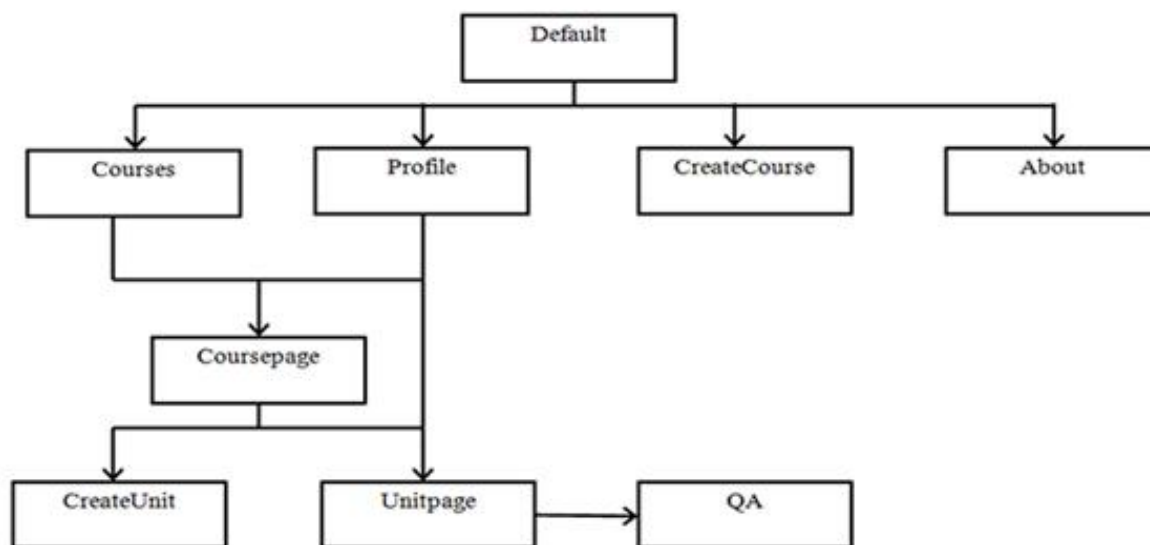 Default
Courses
Profile
CreateCourse
About
Coursepage
CreateUnit
Unitpage
QA